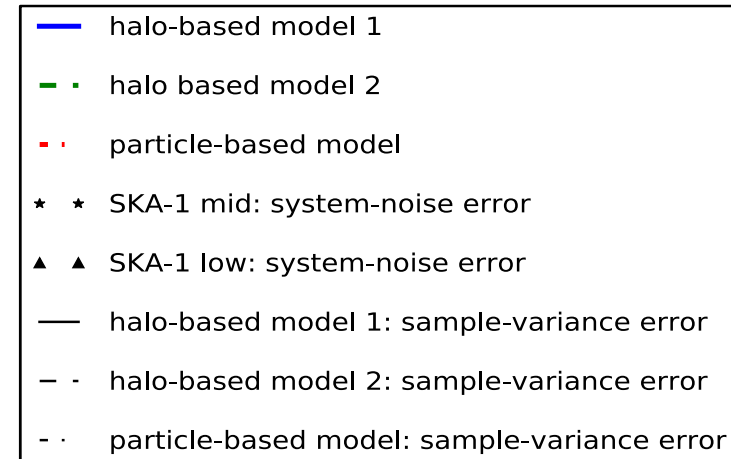 halo-based model 1
halo based model 2
particle-based model
SKA-1 mid: system-noise error
SKA-1 low: system-noise error
halo-based model 1: sample-variance error
halo-based model 2: sample-variance error
particle-based model: sample-variance error